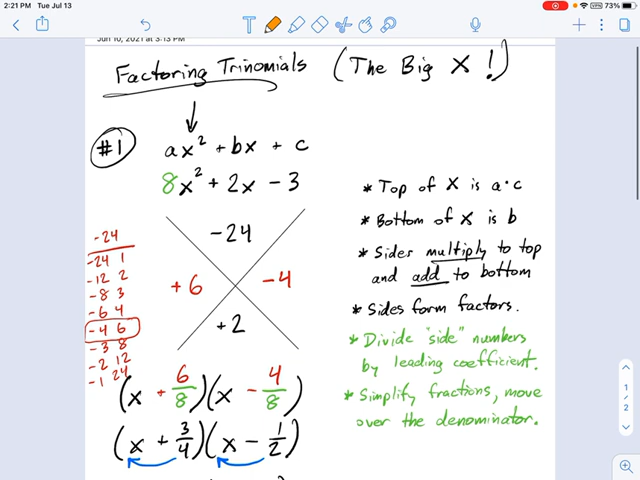 2:21 PM Tue Jul 13
VPN 73%
Jun 10, 2021 at 3:13 PM
Factoring Trinomials (The Big X!)
#1
ax² + bx + c
8x² + 2x - 3
-24
-24 1
-12 2
-8 3
-6 4
-4 6
-3 8
-2 12
-1 24
-24
+6 -4
+2
(x + 6/8)(x - 4/8)
(x + 3/4)(x - 1/2)
* Top of X is a·c
* Bottom of X is b
* Sides multiply to top
and add to bottom
* Sides form factors.
* Divide "side" numbers
by leading coefficient.
* Simplify fractions, move
over the denominator.
1
/
2